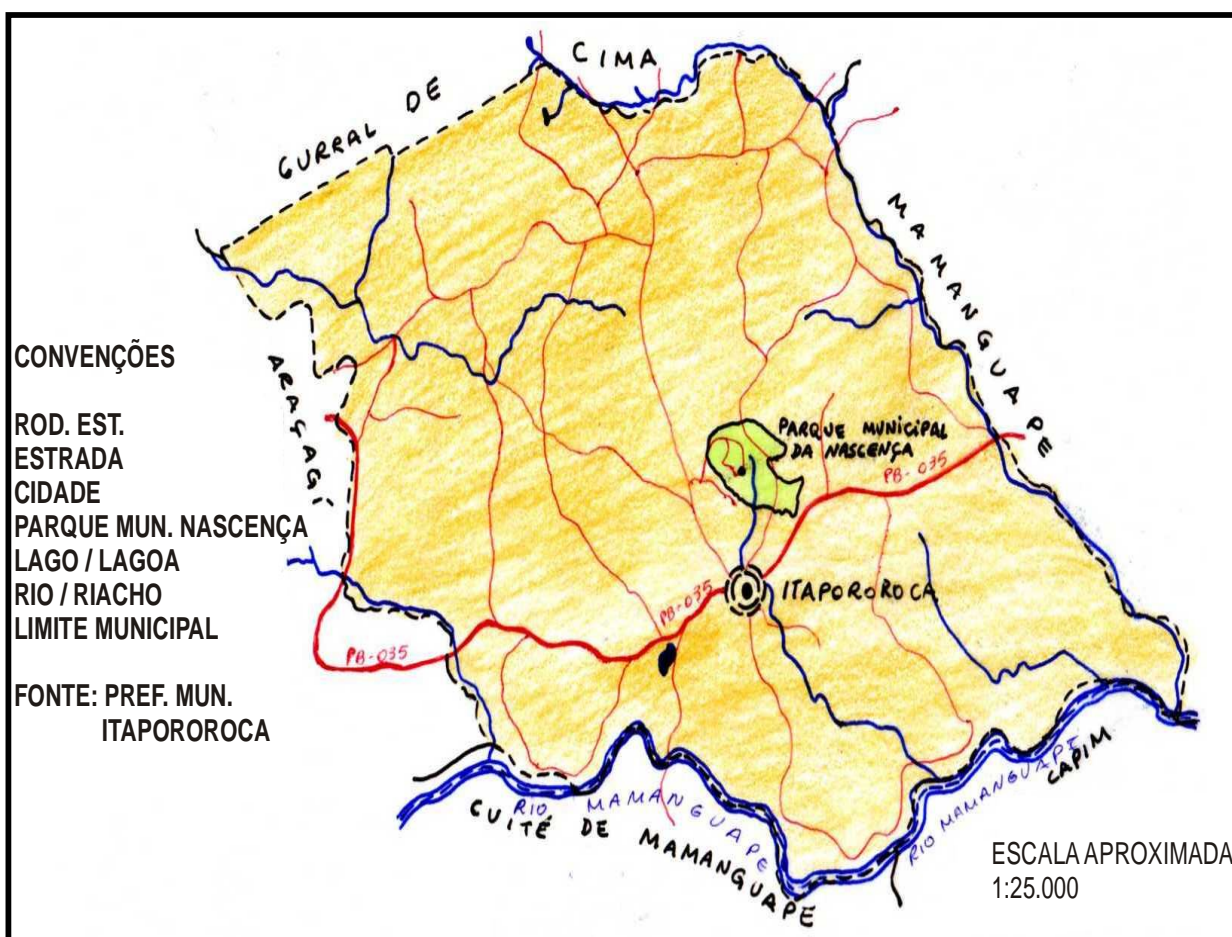 CURRAL DE CIMA
MAMANGUAPE
ARAÇAGÍ
CONVENÇÕES
ROD. EST.
ESTRADA
CIDADE
PARQUE MUN. NASCENÇA
LAGO / LAGOA
RIO / RIACHO
LIMITE MUNICIPAL
FONTE: PREF. MUN.
ITAPOROROCA
PARQUE MUNICIPAL
DA NASCENÇA
PB-035
ITAPOROROCA
PB-035
PB-035
RIO MAMANGUAPE
CUITÉ DE MAMANGUAPE
RIO MAMANGUAPE
CAPIM
ESCALA APROXIMADA
1:25.000